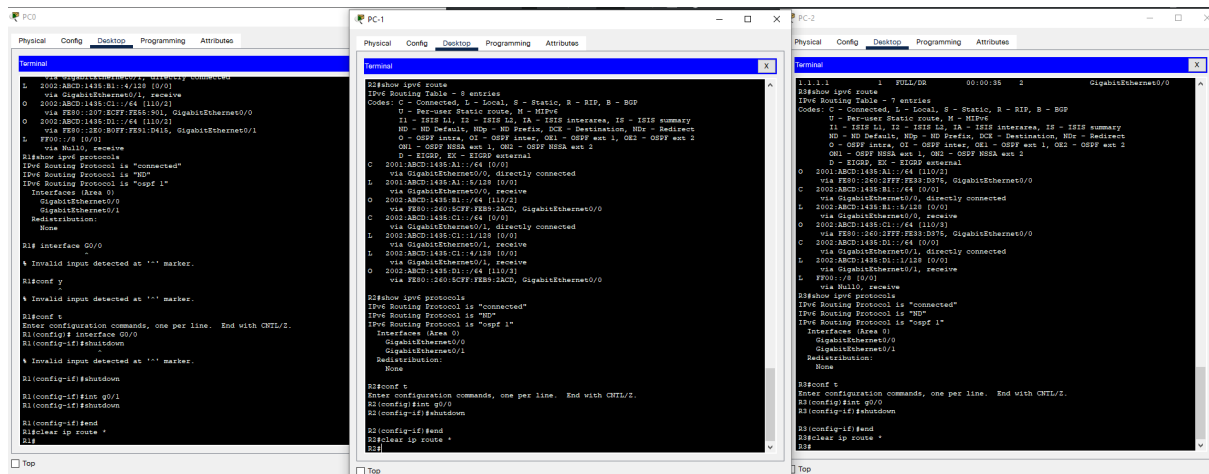 PC0
Physical Config Desktop Programming Attributes
Terminal
via GigabitEthernet0/1, directly connected
L 2002:ABCD:1435:B1::4/128 [0/0]
via GigabitEthernet0/1, receive
O 2002:ABCD:1435:C1::/64 [110/2]
via FE80::207:ECFF:FE55:901, GigabitEthernet0/0
O 2002:ABCD:1435:D1::/64 [110/2]
via FE80::2E0:B0FF:FE91:D415, GigabitEthernet0/1
L FF00::/8 [0/0]
via Null0, receive
R1#show ipv6 protocols
IPv6 Routing Protocol is "connected"
IPv6 Routing Protocol is "ND"
IPv6 Routing Protocol is "ospf 1"
Interfaces (Area 0)
GigabitEthernet0/0
GigabitEthernet0/1
Redistribution:
None
R1# interface G0/0
^
% Invalid input detected at '^' marker.
R1#conf y
^
% Invalid input detected at '^' marker.
R1#conf t
Enter configuration commands, one per line. End with CNTL/Z.
R1(config)# interface G0/0
R1(config-if)#shuitdown
^
% Invalid input detected at '^' marker.
R1(config-if)#shutdown
R1(config-if)#int g0/1
R1(config-if)#shutdown
R1(config-if)#end
R1#clear ip route *
R1#
Top
PC-1
Physical Config Desktop Programming Attributes
Terminal
X
R2#show ipv6 route
IPv6 Routing Table - 8 entries
Codes: C - Connected, L - Local, S - Static, R - RIP, B - BGP
U - Per-user Static route, M - MIPv6
I1 - ISIS L1, I2 - ISIS L2, IA - ISIS interarea, IS - ISIS summary
ND - ND Default, NDp - ND Prefix, DCE - Destination, NDr - Redirect
O - OSPF intra, OI - OSPF inter, OE1 - OSPF ext 1, OE2 - OSPF ext 2
ON1 - OSPF NSSA ext 1, ON2 - OSPF NSSA ext 2
D - EIGRP, EX - EIGRP external
C 2001:ABCD:1435:A1::/64 [0/0]
via GigabitEthernet0/0, directly connected
L 2001:ABCD:1435:A1::5/128 [0/0]
via GigabitEthernet0/0, receive
O 2002:ABCD:1435:B1::/64 [110/2]
via FE80::260:5CFF:FEB9:2ACD, GigabitEthernet0/0
C 2002:ABCD:1435:C1::/64 [0/0]
via GigabitEthernet0/1, directly connected
L 2002:ABCD:1435:C1::1/128 [0/0]
via GigabitEthernet0/1, receive
L 2002:ABCD:1435:C1::4/128 [0/0]
via GigabitEthernet0/1, receive
O 2002:ABCD:1435:D1::/64 [110/3]
via FE80::260:5CFF:FEB9:2ACD, GigabitEthernet0/0
R2#show ipv6 protocols
IPv6 Routing Protocol is "connected"
IPv6 Routing Protocol is "ND"
IPv6 Routing Protocol is "ospf 1"
Interfaces (Area 0)
GigabitEthernet0/0
GigabitEthernet0/1
Redistribution:
None
R2#conf t
Enter configuration commands, one per line. End with CNTL/Z.
R2(config)#int g0/0
R2(config-if)#shutdown
R2(config-if)#end
R2#clear ip route *
R2#
Top
PC-2
Physical Config Desktop Programming Attributes
Terminal
X
1.1.1.1 1 FULL/DR 00:00:35 2 GigabitEthernet0/0
R3#show ipv6 route
IPv6 Routing Table - 7 entries
Codes: C - Connected, L - Local, S - Static, R - RIP, B - BGP
U - Per-user Static route, M - MIPv6
I1 - ISIS L1, I2 - ISIS L2, IA - ISIS interarea, IS - ISIS summary
ND - ND Default, NDp - ND Prefix, DCE - Destination, NDr - Redirect
O - OSPF intra, OI - OSPF inter, OE1 - OSPF ext 1, OE2 - OSPF ext 2
ON1 - OSPF NSSA ext 1, ON2 - OSPF NSSA ext 2
D - EIGRP, EX - EIGRP external
O 2001:ABCD:1435:A1::/64 [110/2]
via FE80::260:2FFF:FE33:D375, GigabitEthernet0/0
C 2002:ABCD:1435:B1::/64 [0/0]
via GigabitEthernet0/0, directly connected
L 2002:ABCD:1435:B1::5/128 [0/0]
via GigabitEthernet0/0, receive
O 2002:ABCD:1435:C1::/64 [110/3]
via FE80::260:2FFF:FE33:D375, GigabitEthernet0/0
C 2002:ABCD:1435:D1::/64 [0/0]
via GigabitEthernet0/1, directly connected
L 2002:ABCD:1435:D1::1/128 [0/0]
via GigabitEthernet0/1, receive
L FF00::/8 [0/0]
via Null0, receive
R3#show ipv6 protocols
IPv6 Routing Protocol is "connected"
IPv6 Routing Protocol is "ND"
IPv6 Routing Protocol is "ospf 1"
Interfaces (Area 0)
GigabitEthernet0/0
GigabitEthernet0/1
Redistribution:
None
R3#conf t
Enter configuration commands, one per line. End with CNTL/Z.
R3(config)#int g0/0
R3(config-if)#shutdown
R3(config-if)#end
R3#clear ip route *
R3#
Top